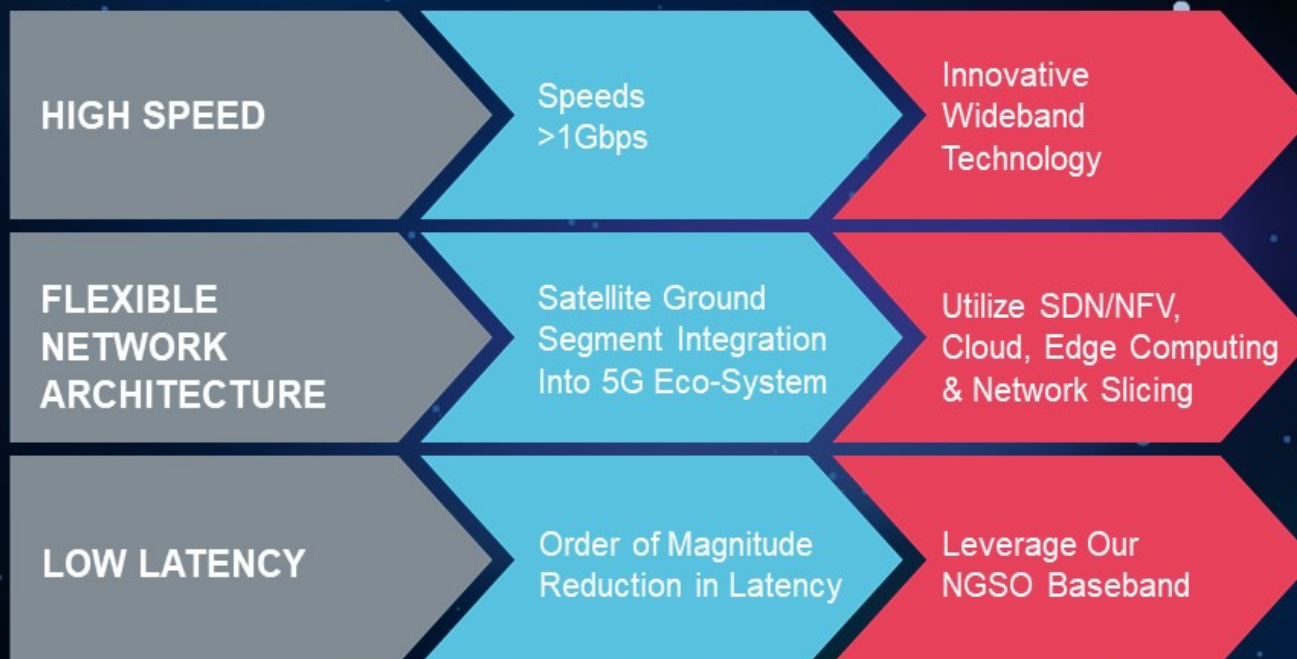 HIGH SPEED
Speeds
>1Gbps
Innovative
Wideband
Technology
FLEXIBLE
NETWORK
ARCHITECTURE
Satellite Ground
Segment Integration
Into 5G Eco-System
Utilize SDN/NFV,
Cloud, Edge Computing
& Network Slicing
LOW LATENCY
Order of Magnitude
Reduction in Latency
Leverage Our
NGSO Baseband